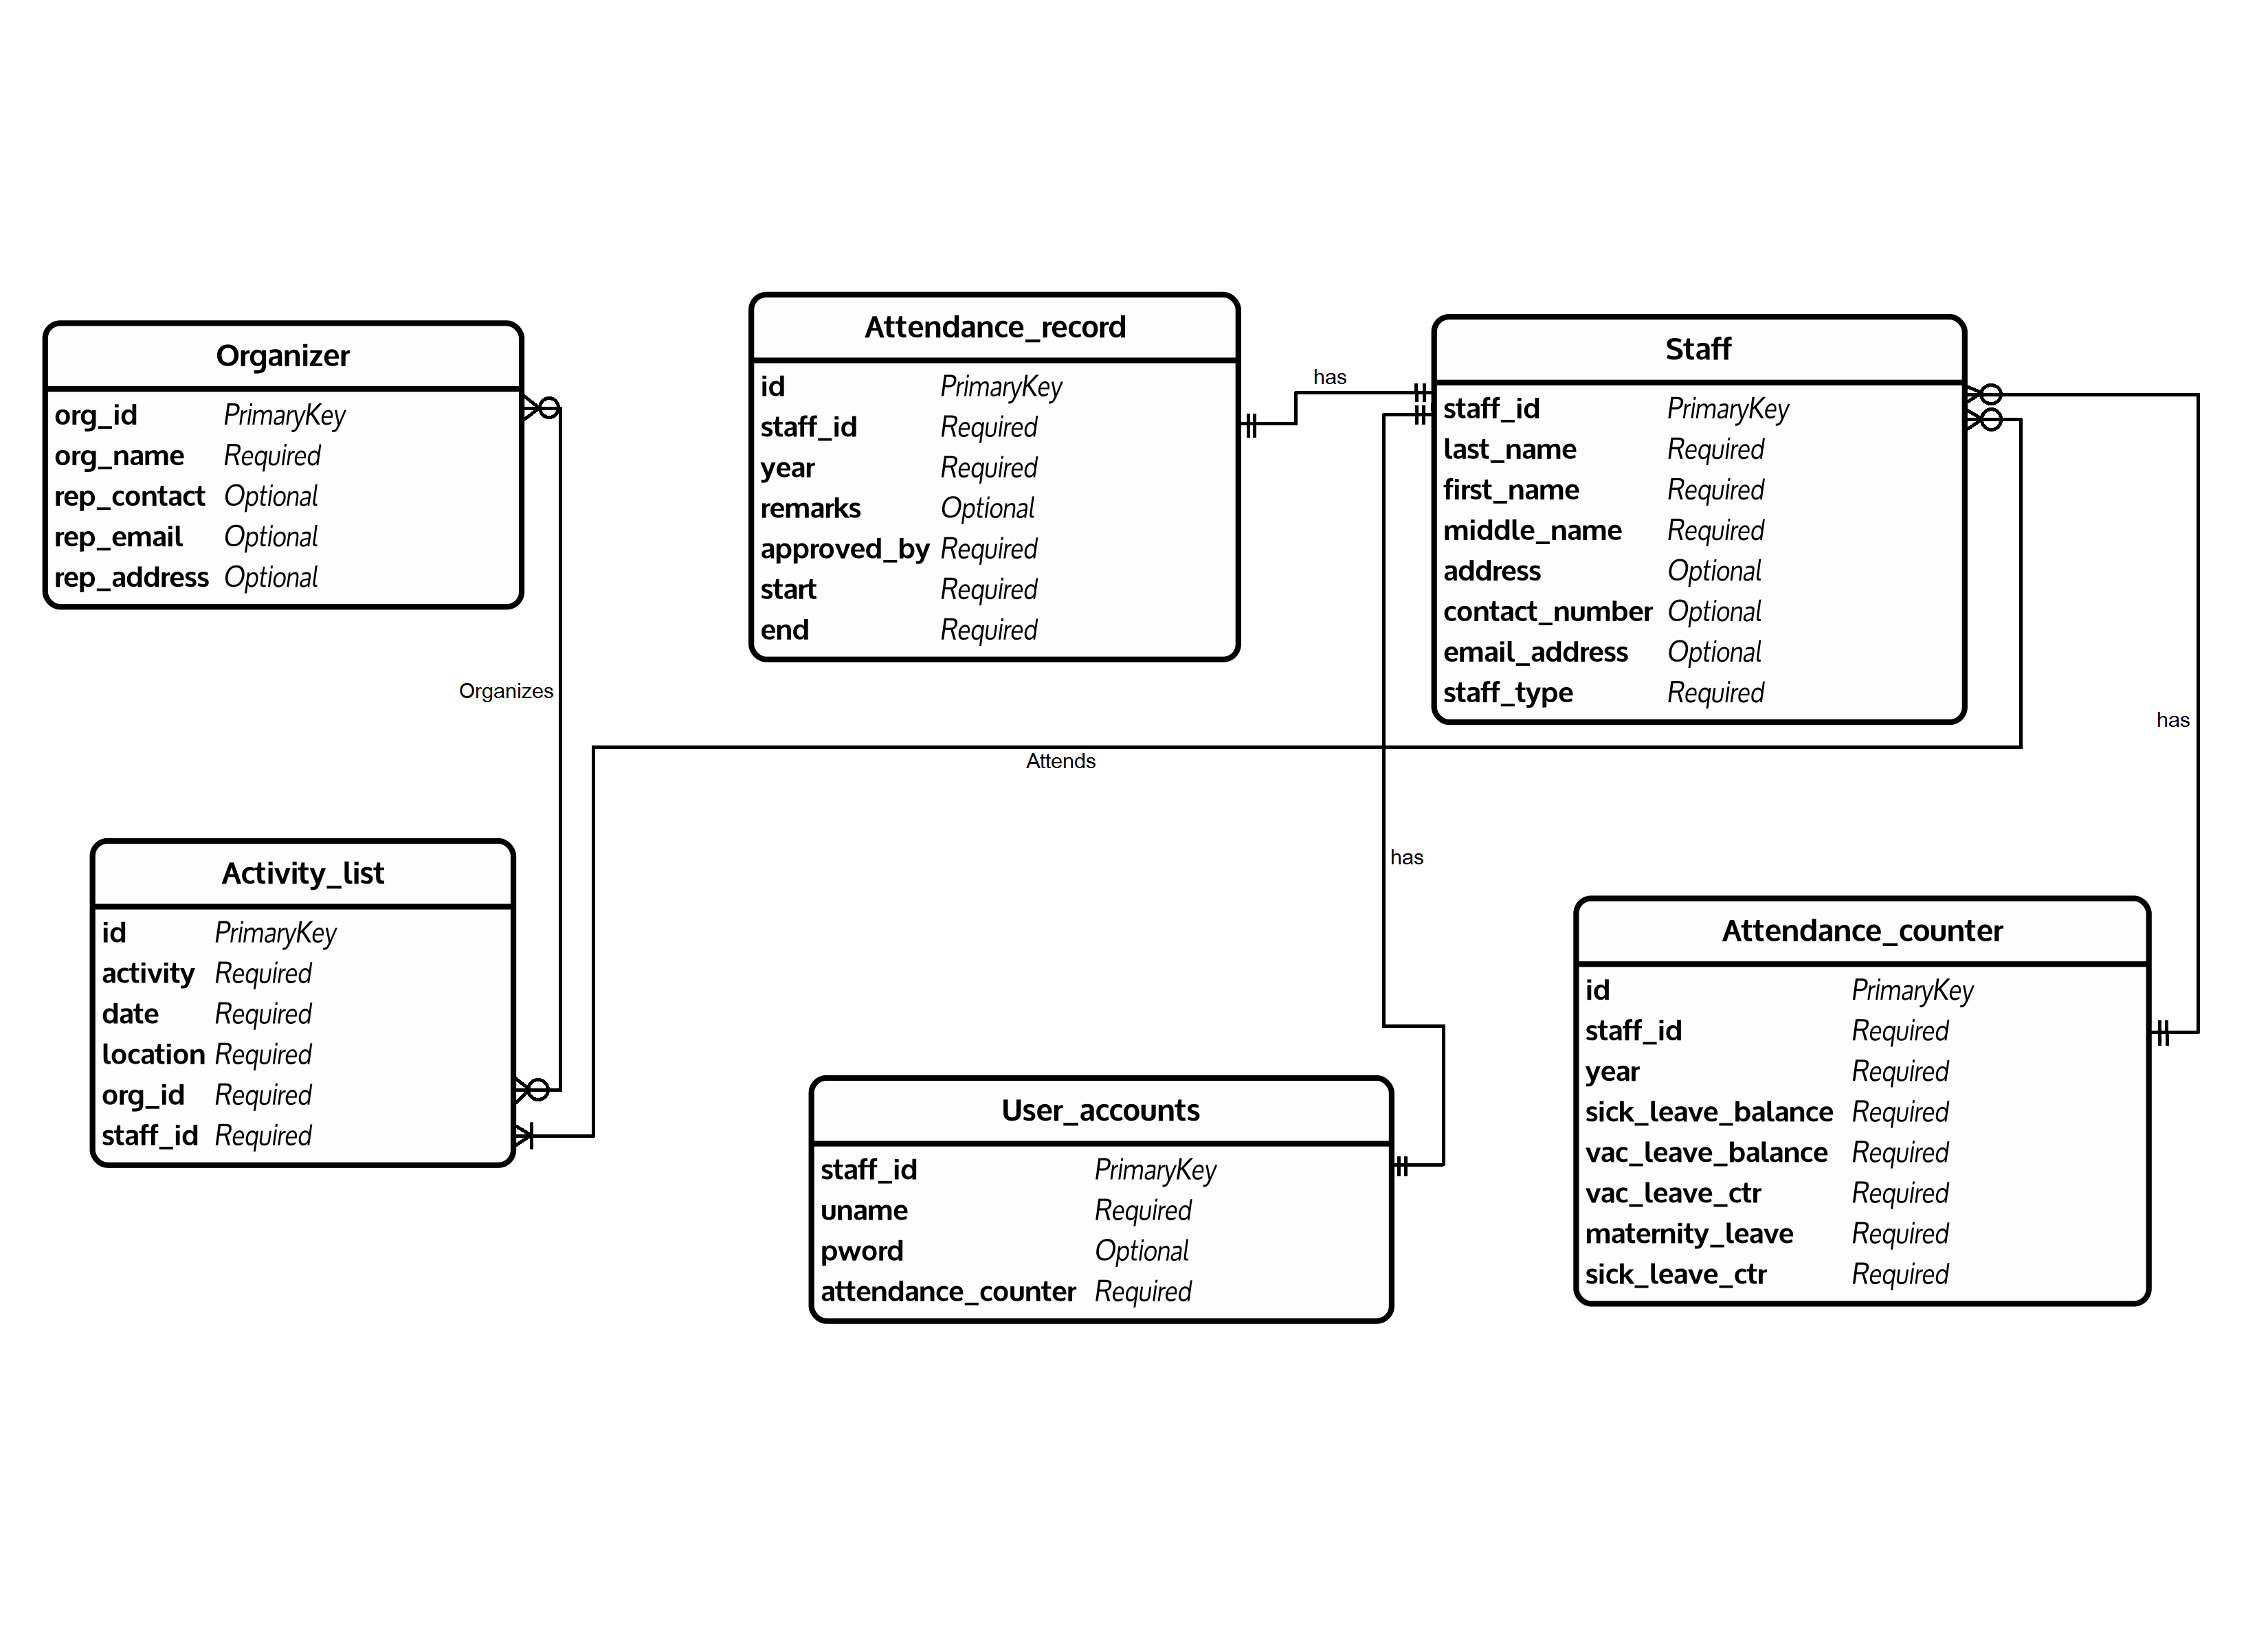 Organizer
org_id PrimaryKey
org_name Required
rep_contact Optional
rep_email Optional
rep_address Optional
Attendance_record
id PrimaryKey
staff_id Required
year Required
remarks Optional
approved_by Required
start Required
end Required
has
Staff
staff_id PrimaryKey
last_name Required
first_name Required
middle_name Required
address Optional
contact_number Optional
email_address Optional
staff_type Required
Organizes
Attends
has
has
Activity_list
id PrimaryKey
activity Required
date Required
location Required
org_id Required
staff_id Required
User_accounts
staff_id PrimaryKey
uname Required
pword Optional
attendance_counter Required
Attendance_counter
id PrimaryKey
staff_id Required
year Required
sick_leave_balance Required
vac_leave_balance Required
vac_leave_ctr Required
maternity_leave Required
sick_leave_ctr Required